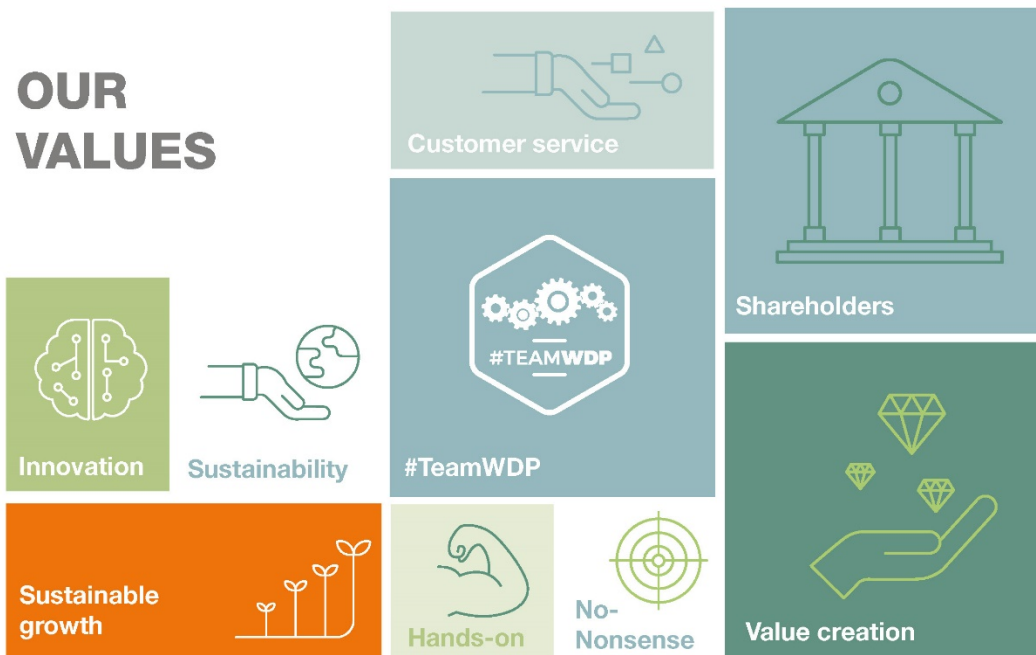 OUR
VALUES
Customer service
Shareholders
#TEAMWDP
#TeamWDP
Innovation
Sustainability
Sustainable
growth
Hands-on
No-
Nonsense
Value creation